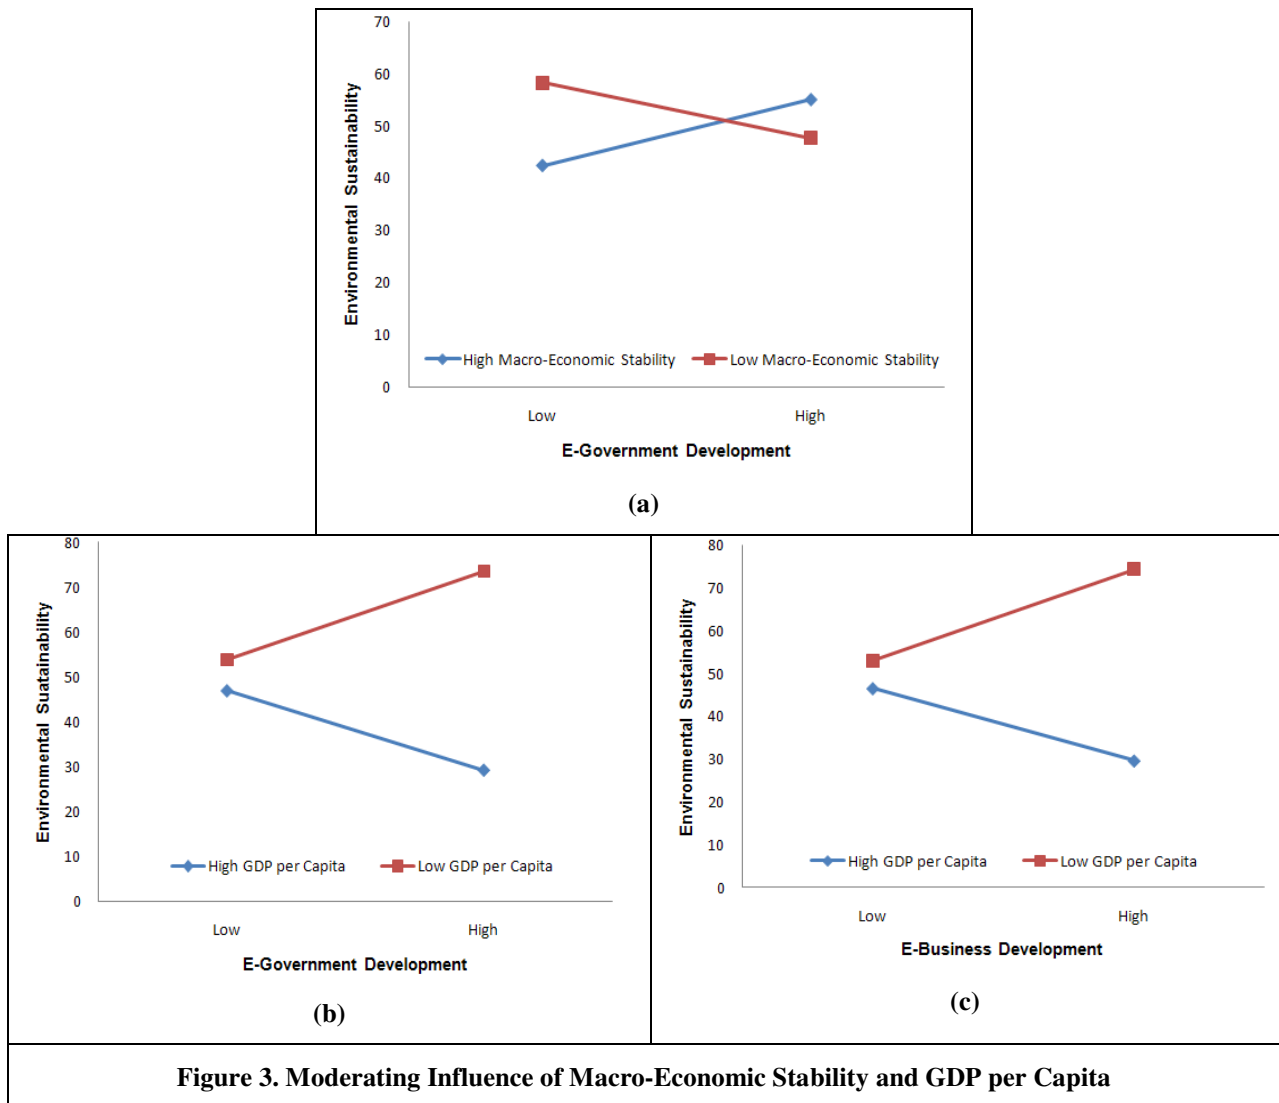 70
60
50
40
30
20
10
0
Environmental Sustainability
High Macro-Economic Stability Low Macro-Economic Stability
Low High
E-Government Development
(a)
80
70
60
50
40
30
20
10
0
Environmental Suatainability
High GDP per Capita Low GDP per Capita
Low High
E-Government Development
(b)
80
70
60
50
40
30
20
10
0
Environmental Sustainability
High GDP per Capita Low GDP per Capita
Low High
E-Business Development
(c)
Figure 3. Moderating Influence of Macro-Economic Stability and GDP per Capita